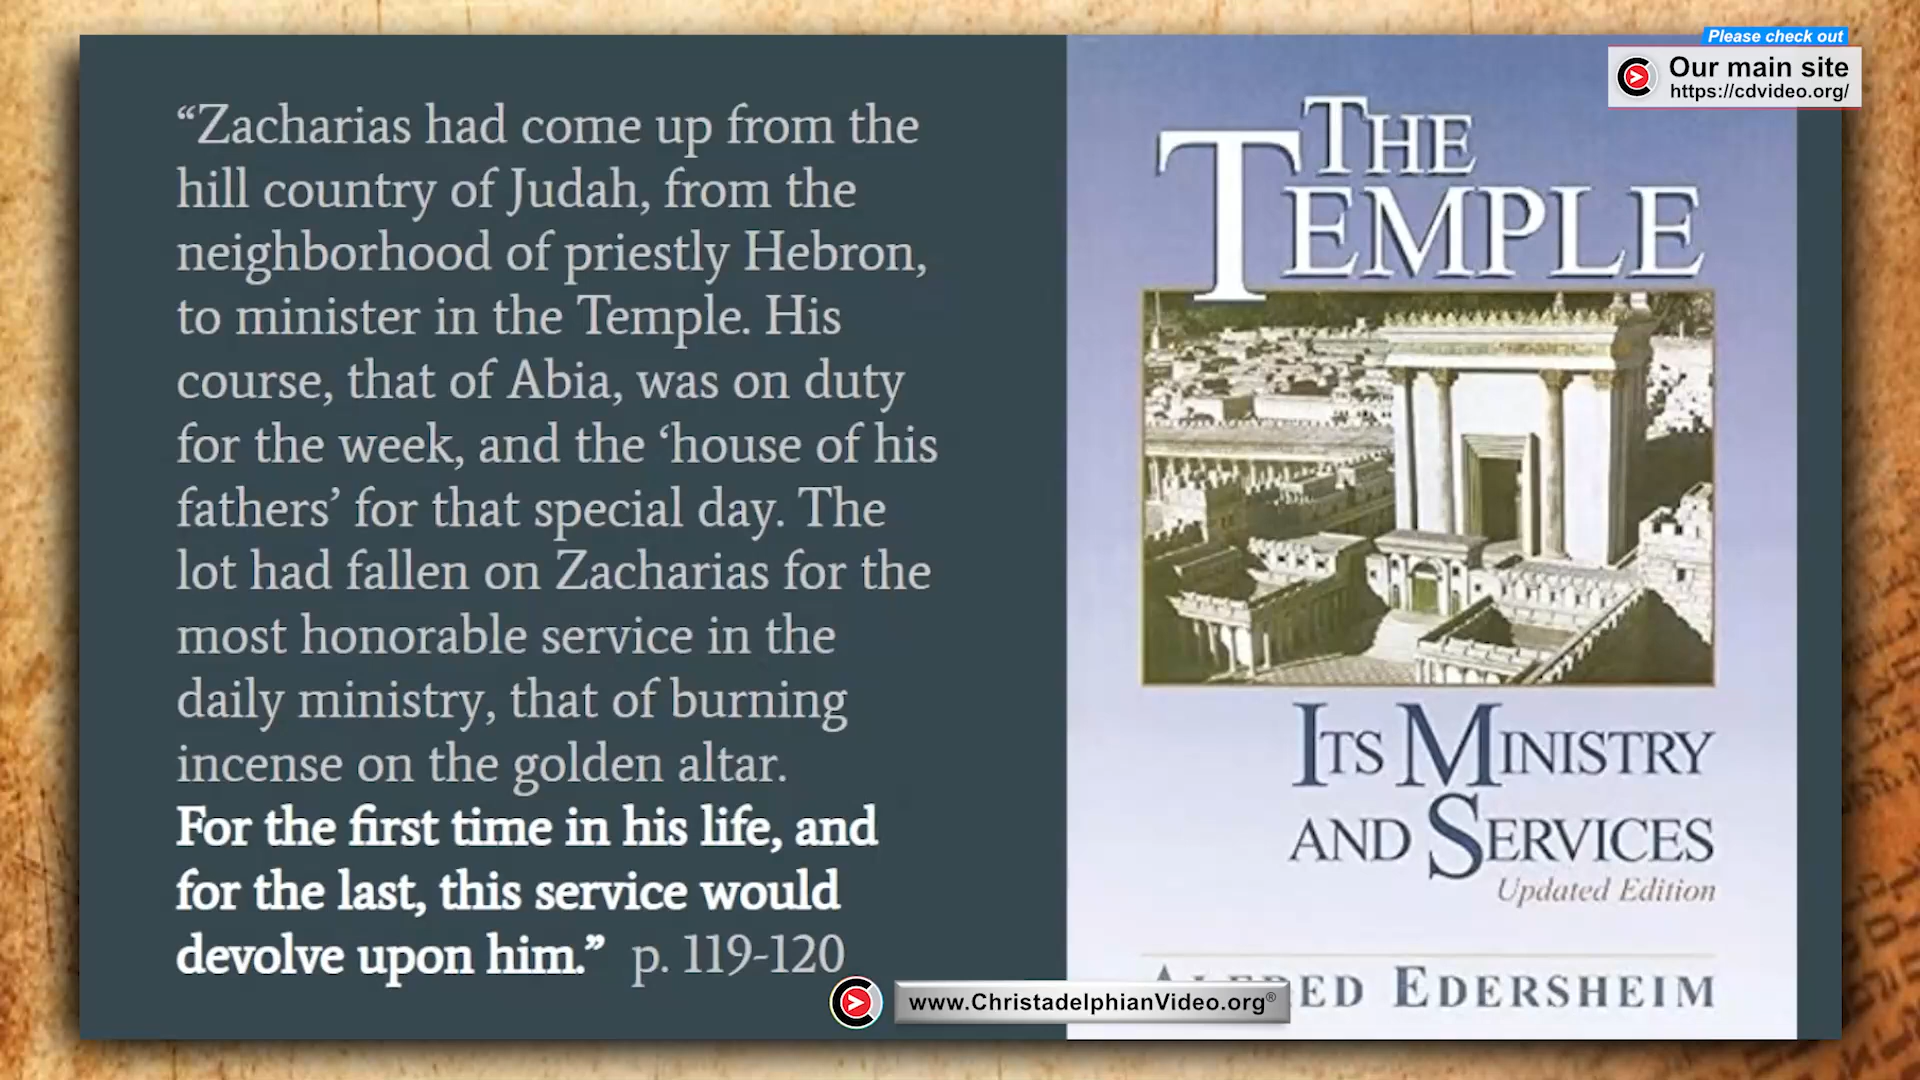 Please check out
Our main site
https://cdvideo.org/
“Zacharias had come up from the
hill country of Judah, from the
neighborhood of priestly Hebron,
to minister in the Temple. His
course, that of Abia, was on duty
for the week, and the ‘house of his
fathers’ for that special day. The
lot had fallen on Zacharias for the
most honorable service in the
daily ministry, that of burning
incense on the golden altar.
For the first time in his life, and
for the last, this service would
devolve upon him.” p. 119-120
THE
TEMPLE
ITS MINISTRY
AND SERVICES
Updated Edition
ALFRED EDERSHEIM
www.ChristadelphianVideo.org®